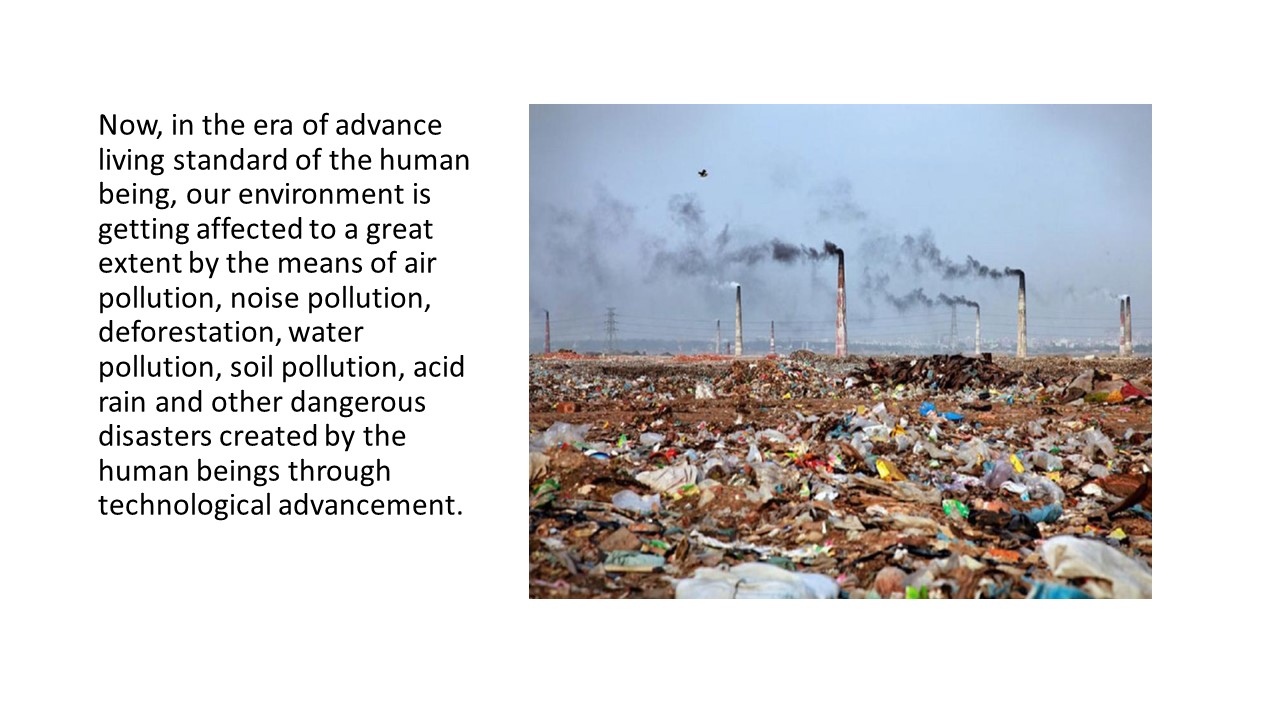 Now, in the era of advance
living standard of the human
being, our environment is
getting affected to a great
extent by the means of air
pollution, noise pollution,
deforestation, water
pollution, soil pollution, acid
rain and other dangerous
disasters created by the
human beings through
technological advancement.